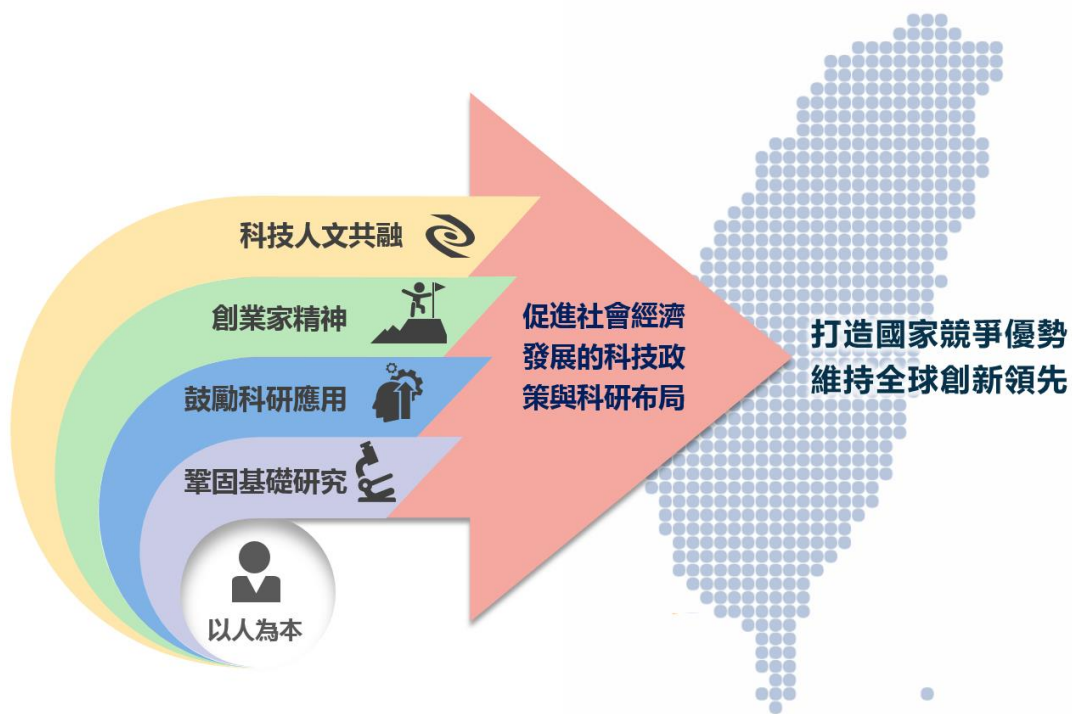 科技人文共融
創業家精神
鼓勵科研應用
鞏固基礎研究
以人為本
促進社會經濟
發展的科技政
策與科研布局
打造國家競爭優勢
維持全球創新領先